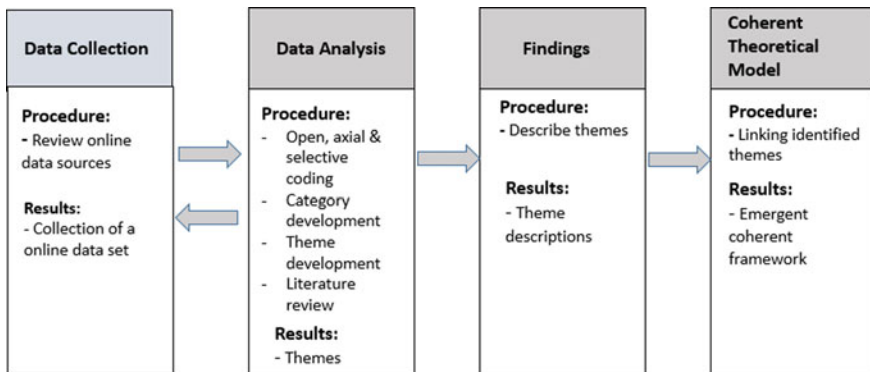 Data Collection
Procedure:
- Review online
data sources
Results:
- Collection of a
online data set
Data Analysis
Procedure:
- Open, axial &
selective
coding
- Category
development
- Theme
development
- Literature
review
Results:
- Themes
Findings
Procedure:
- Describe themes
Results:
- Theme
descriptions
Coherent
Theoretical
Model
Procedure:
- Linking identified
themes
Results:
- Emergent
coherent
framework